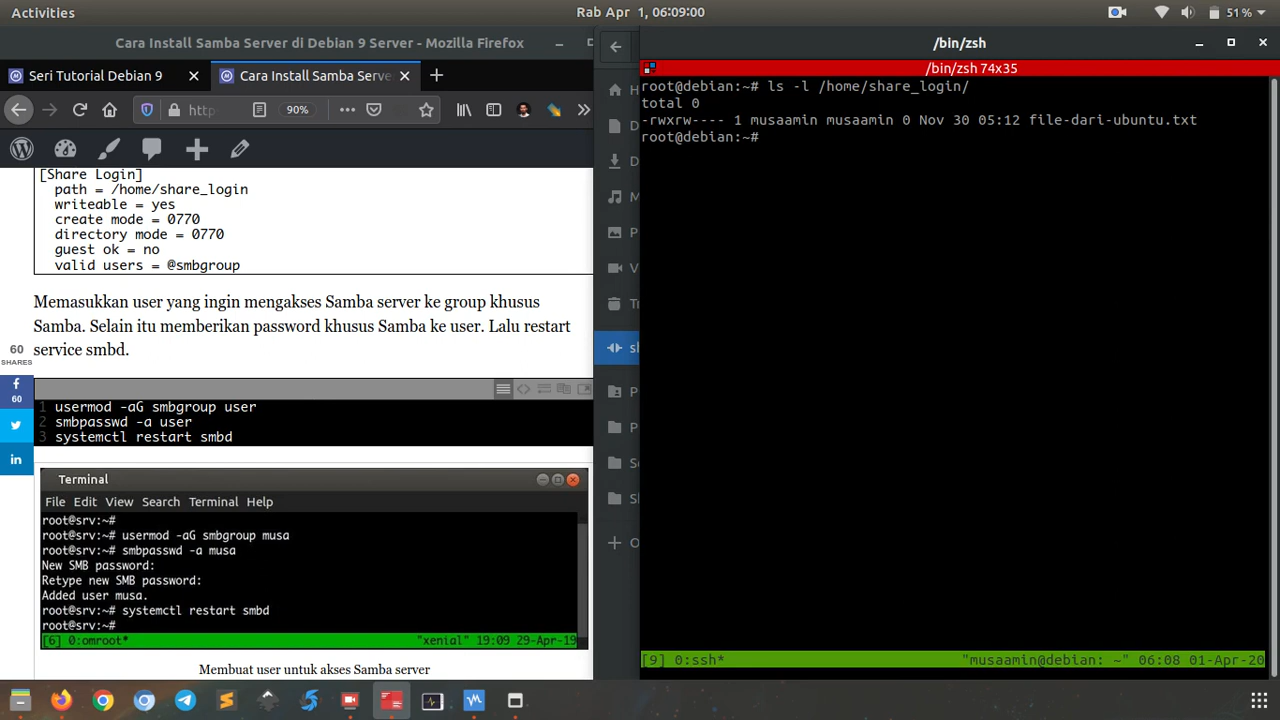 Activities
Rab Apr 1, 06:09:00
51%
Cara Install Samba Server di Debian 9 Server - Mozilla Firefox
Seri Tutorial Debian 9
Cara Install Samba Serve
http
90%
[Share Login]
path = /home/share_login
writeable = yes
create mode = 0770
directory mode = 0770
guest ok = no
valid users = @smbgroup
Memasukkan user yang ingin mengakses Samba server ke group khusus
Samba. Selain itu memberikan password khusus Samba ke user. Lalu restart
service smbd.
60
SHARES
60
1 usermod -aG smbgroup user
2 smbpasswd -a user
3 systemctl restart smbd
Terminal
File Edit View Search Terminal Help
root@srv:~#
root@srv:~# usermod -aG smbgroup musa
root@srv:~# smbpasswd -a musa
New SMB password:
Retype new SMB password:
Added user musa.
root@srv:~# systemctl restart smbd
root@srv:~#
[6] 0:omroot*
"xenial" 19:09 29-Apr-19
Membuat user untuk akses Samba server
H
D
D
M
P
V
Tr
sh
P
P
Se
Sh
O
/bin/zsh
/bin/zsh 74x35
root@debian:~# ls -l /home/share_login/
total 0
-rwxrw---- 1 musaamin musaamin 0 Nov 30 05:12 file-dari-ubuntu.txt
root@debian:~#
[9] 0:ssh*
"musaamin@debian: ~" 06:08 01-Apr-20